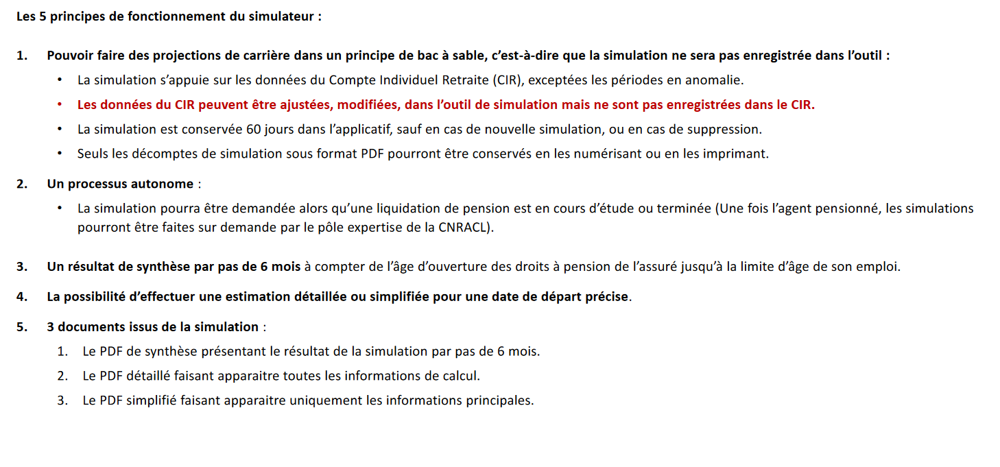 Les 5 principes de fonctionnement du simulateur :
1. Pouvoir faire des projections de carrière dans un principe de bac à sable, c’est-à-dire que la simulation ne sera pas enregistrée dans l’outil :
• La simulation s’appuie sur les données du Compte Individuel Retraite (CIR), exceptées les périodes en anomalie.
• Les données du CIR peuvent être ajustées, modifiées, dans l’outil de simulation mais ne sont pas enregistrées dans le CIR.
• La simulation est conservée 60 jours dans l’applicatif, sauf en cas de nouvelle simulation, ou en cas de suppression.
• Seuls les décomptes de simulation sous format PDF pourront être conservés en les numérisant ou en les imprimant.
2. Un processus autonome :
• La simulation pourra être demandée alors qu’une liquidation de pension est en cours d’étude ou terminée (Une fois l’agent pensionné, les simulations
pourront être faites sur demande par le pôle expertise de la CNRACL).
3. Un résultat de synthèse par pas de 6 mois à compter de l’âge d’ouverture des droits à pension de l’assuré jusqu’à la limite d’âge de son emploi.
4. La possibilité d’effectuer une estimation détaillée ou simplifiée pour une date de départ précise.
5. 3 documents issus de la simulation :
1. Le PDF de synthèse présentant le résultat de la simulation par pas de 6 mois.
2. Le PDF détaillé faisant apparaitre toutes les informations de calcul.
3. Le PDF simplifié faisant apparaitre uniquement les informations principales.